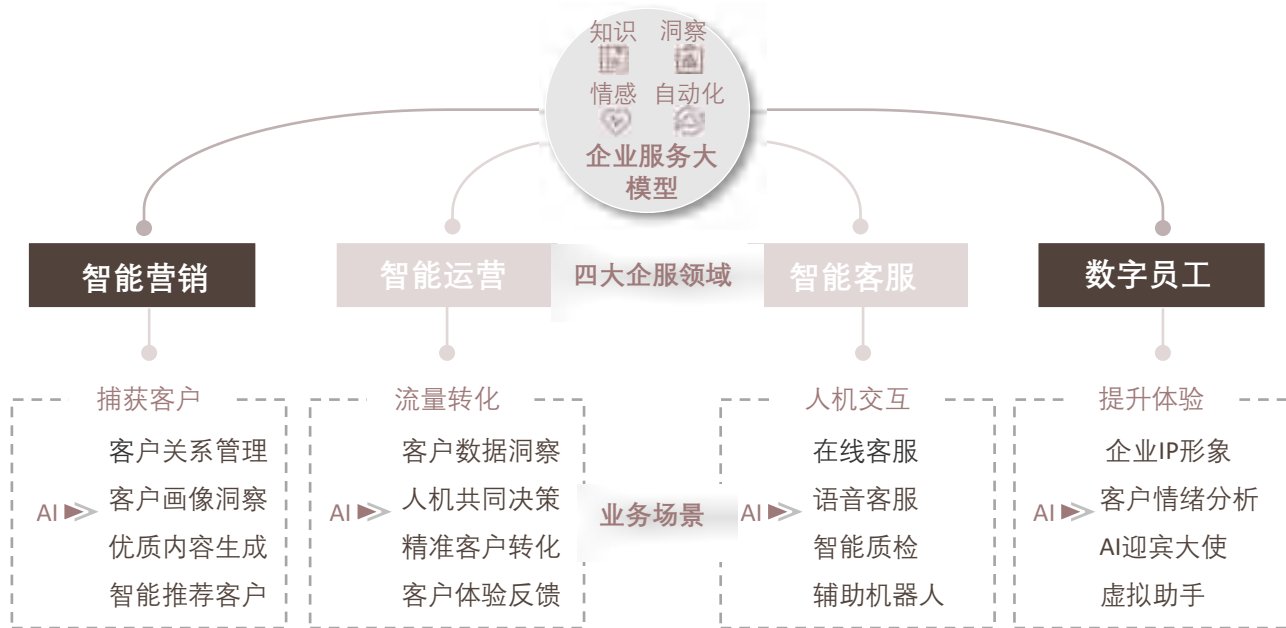 知识 洞察
情感 自动化
企业服务大
模型
智能营销 智能运营 四大企服领域 智能客服 数字员工
捕获客户
客户关系管理
AI 客户画像洞察
优质内容生成
智能推荐客户
流量转化
客户数据洞察
AI 人机共同决策
精准客户转化
客户体验反馈
业务场景
人机交互
在线客服
AI 语音客服
智能质检
辅助机器人
提升体验
企业IP形象
AI 客户情绪分析
AI迎宾大使
虚拟助手